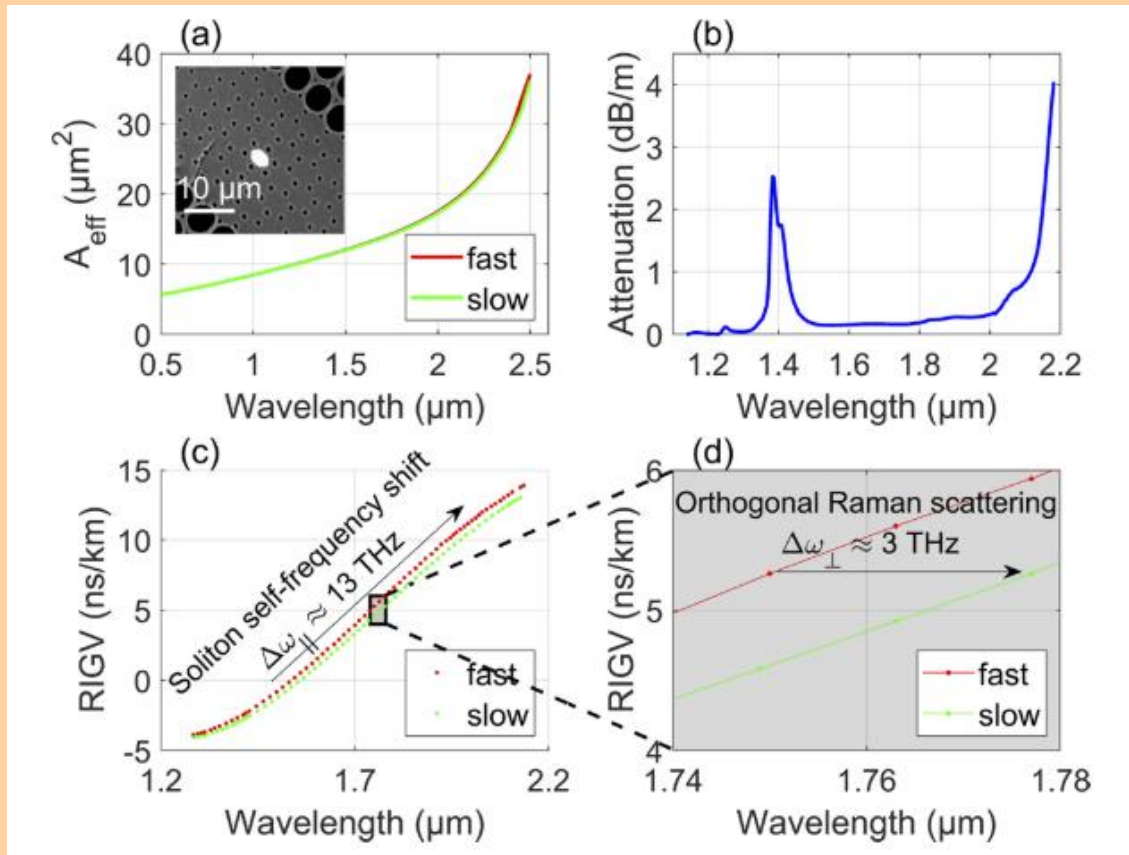 (a)
A_eff (µm²)
40
30
20
10
0
10 µm
fast
slow
0.5
1
1.5
2
2.5
Wavelength (µm)
(b)
Attenuation (dB/m)
4
3
2
1
0
1.2
1.4
1.6
1.8
2
2.2
Wavelength (µm)
(c)
RIGV (ns/km)
15
10
5
0
-5
Soliton self-frequency shift
Δω_∥ ≈ 13 THz
fast
slow
1.2
1.7
2.2
Wavelength (µm)
(d)
RIGV (ns/km)
6
5
4
Orthogonal Raman scattering
Δω_⊥ ≈ 3 THz
fast
slow
1.74
1.76
1.78
Wavelength (µm)